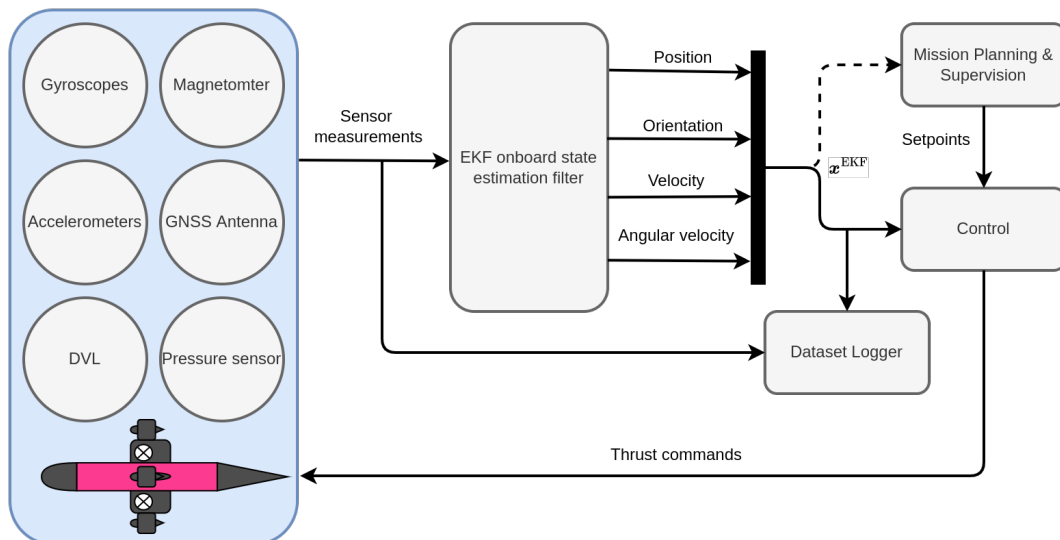 Gyroscopes
Magnetomter
Accelerometers
GNSS Antenna
DVL
Pressure sensor
Sensor
measurements
EKF onboard state
estimation filter
Position
Orientation
Velocity
Angular velocity
x^EKF
Mission Planning &
Supervision
Setpoints
Control
Dataset Logger
Thrust commands